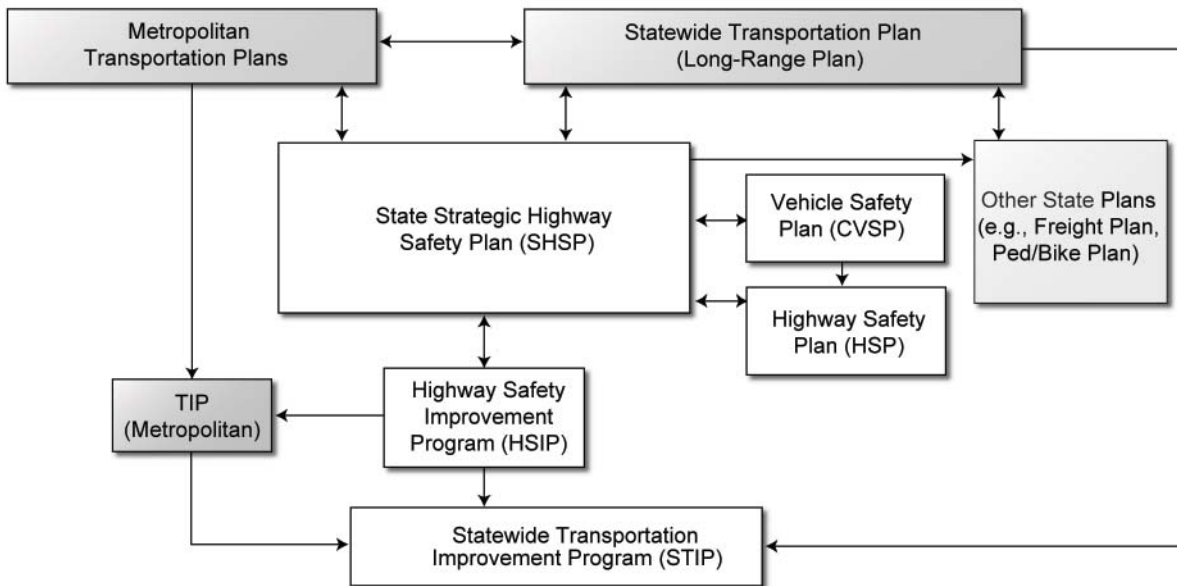 Metropolitan
Transportation Plans
Statewide Transportation Plan
(Long-Range Plan)
State Strategic Highway
Safety Plan (SHSP)
Vehicle Safety
Plan (CVSP)
Other State Plans
(e.g., Freight Plan,
Ped/Bike Plan)
Highway Safety
Plan (HSP)
TIP
(Metropolitan)
Highway Safety
Improvement
Program (HSIP)
Statewide Transportation
Improvement Program (STIP)